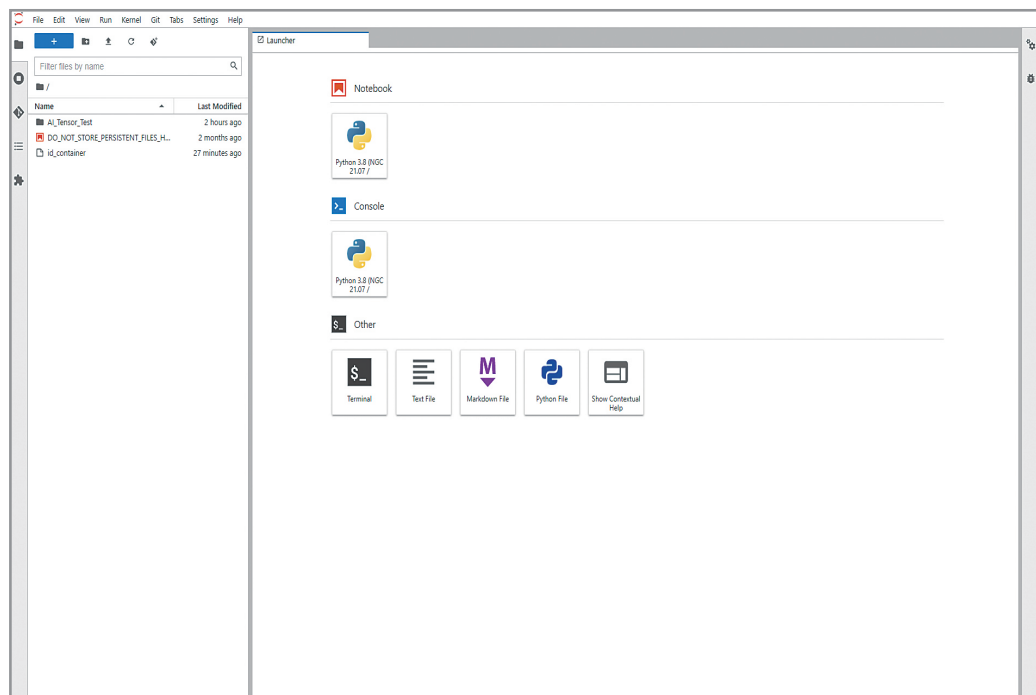 File Edit View Run Kernel Git Tabs Settings Help
+
Launcher
Filter files by name
/
Name Last Modified
AI_Tensor_Test 2 hours ago
DO_NOT_STORE_PERSISTENT_FILES_H... 2 months ago
id_container 27 minutes ago
Notebook
Python 3.8 (NGC
21.07 /
Console
Python 3.8 (NGC
21.07 /
$_ Other
$_
M
Terminal Text File Markdown File Python File Show Contextual
Help